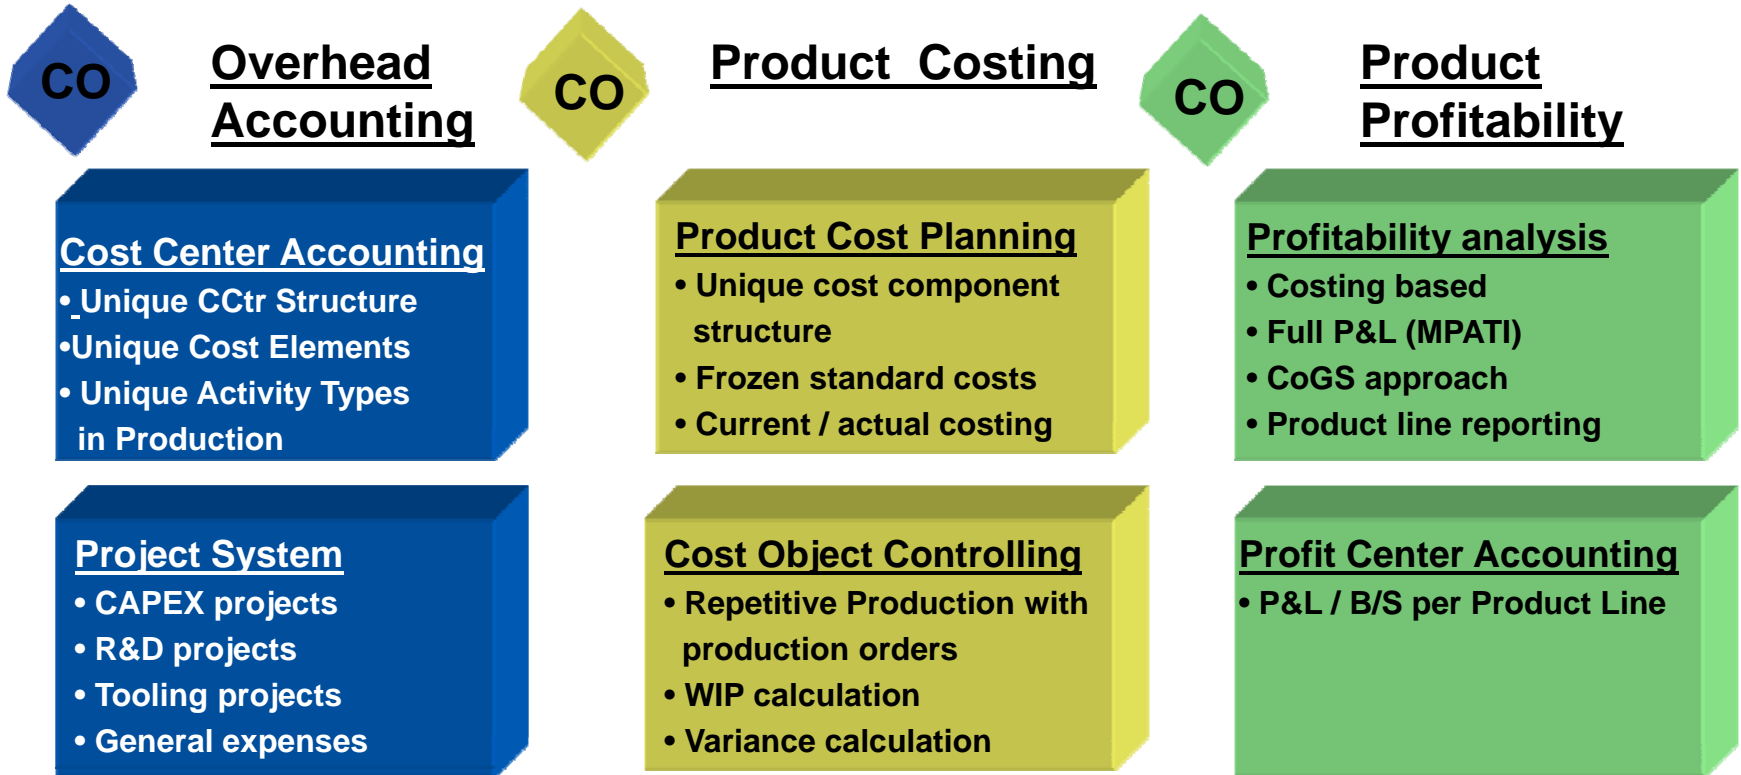 CO
Overhead
Accounting
Cost Center Accounting
• Unique CCtr Structure
•Unique Cost Elements
• Unique Activity Types
in Production
Project System
• CAPEX projects
• R&D projects
• Tooling projects
• General expenses
CO
Product Costing
Product Cost Planning
• Unique cost component
structure
• Frozen standard costs
• Current / actual costing
Cost Object Controlling
• Repetitive Production with
production orders
• WIP calculation
• Variance calculation
CO
Product
Profitability
Profitability analysis
• Costing based
• Full P&L (MPATI)
• CoGS approach
• Product line reporting
Profit Center Accounting
• P&L / B/S per Product Line